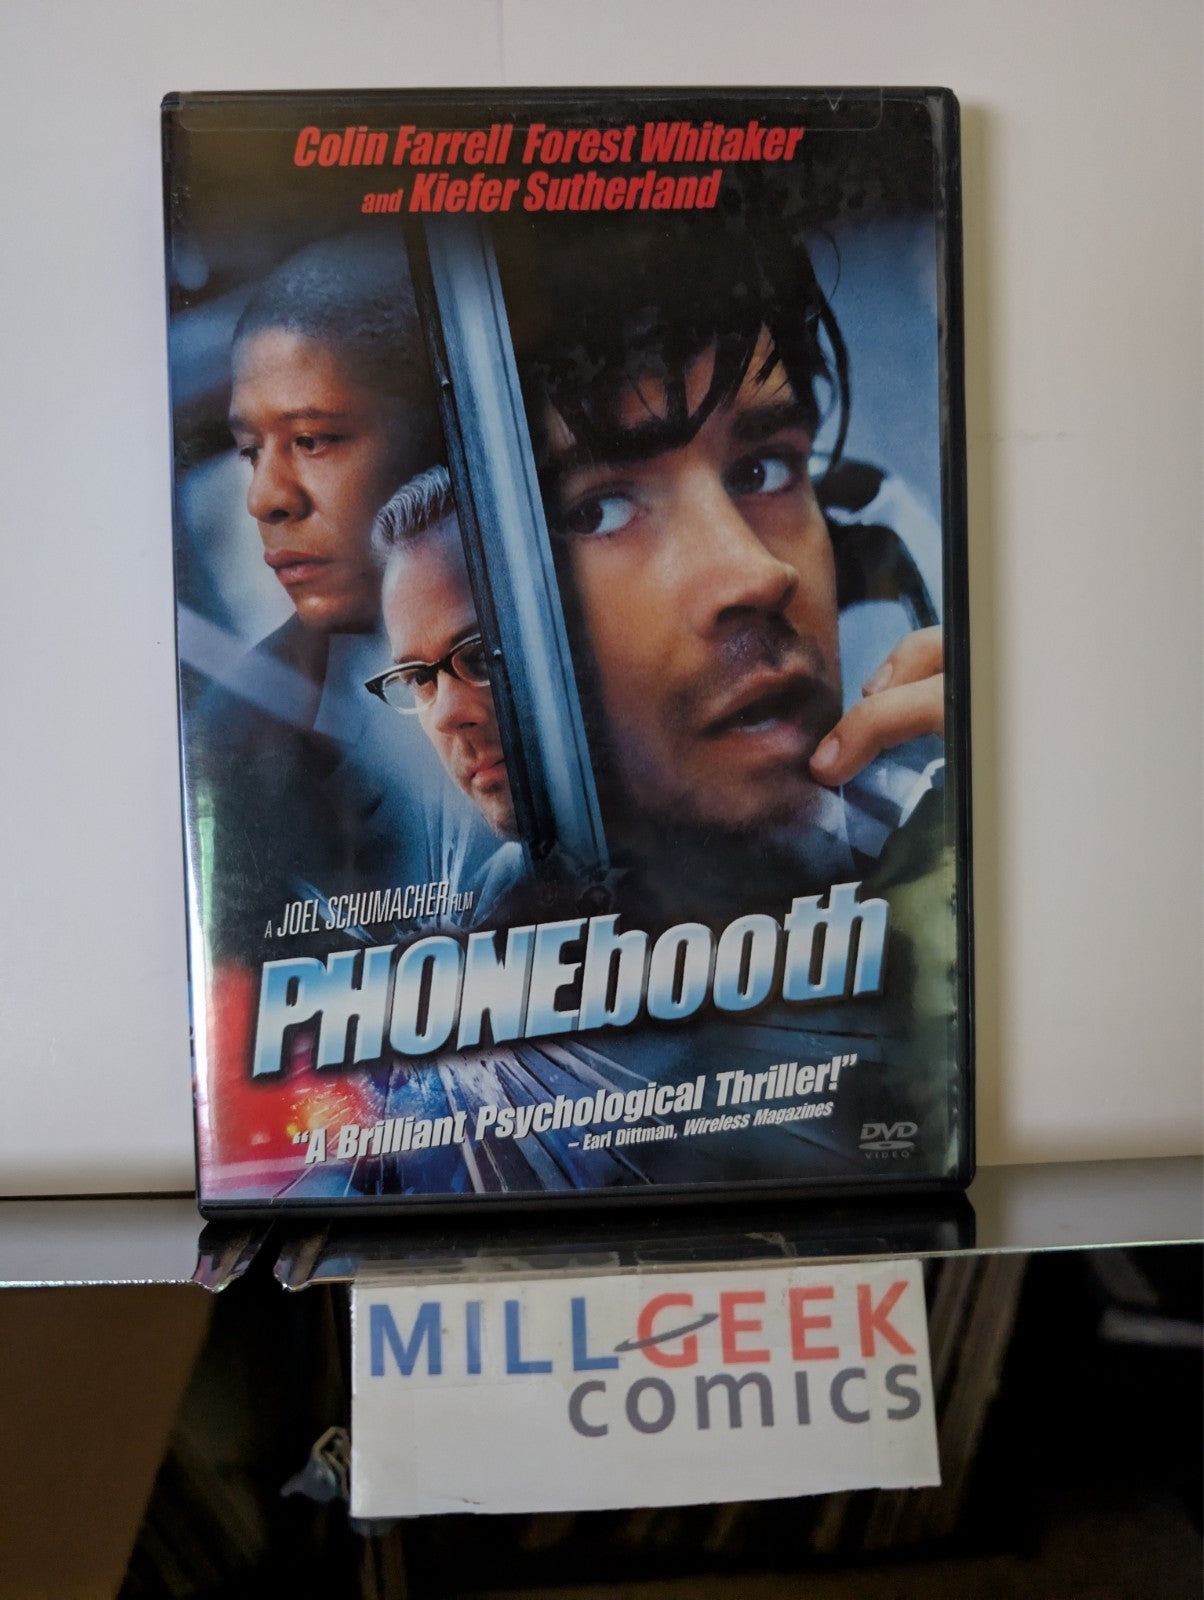 Colin Farrell Forest Whitaker
and Kiefer Sutherland
A JOEL SCHUMACHER FILM
PHONEbooth
“A Brilliant Psychological Thriller!”
– Earl Dittman, Wireless Magazines
DVD
VIDEO
MILLGEEK
comics